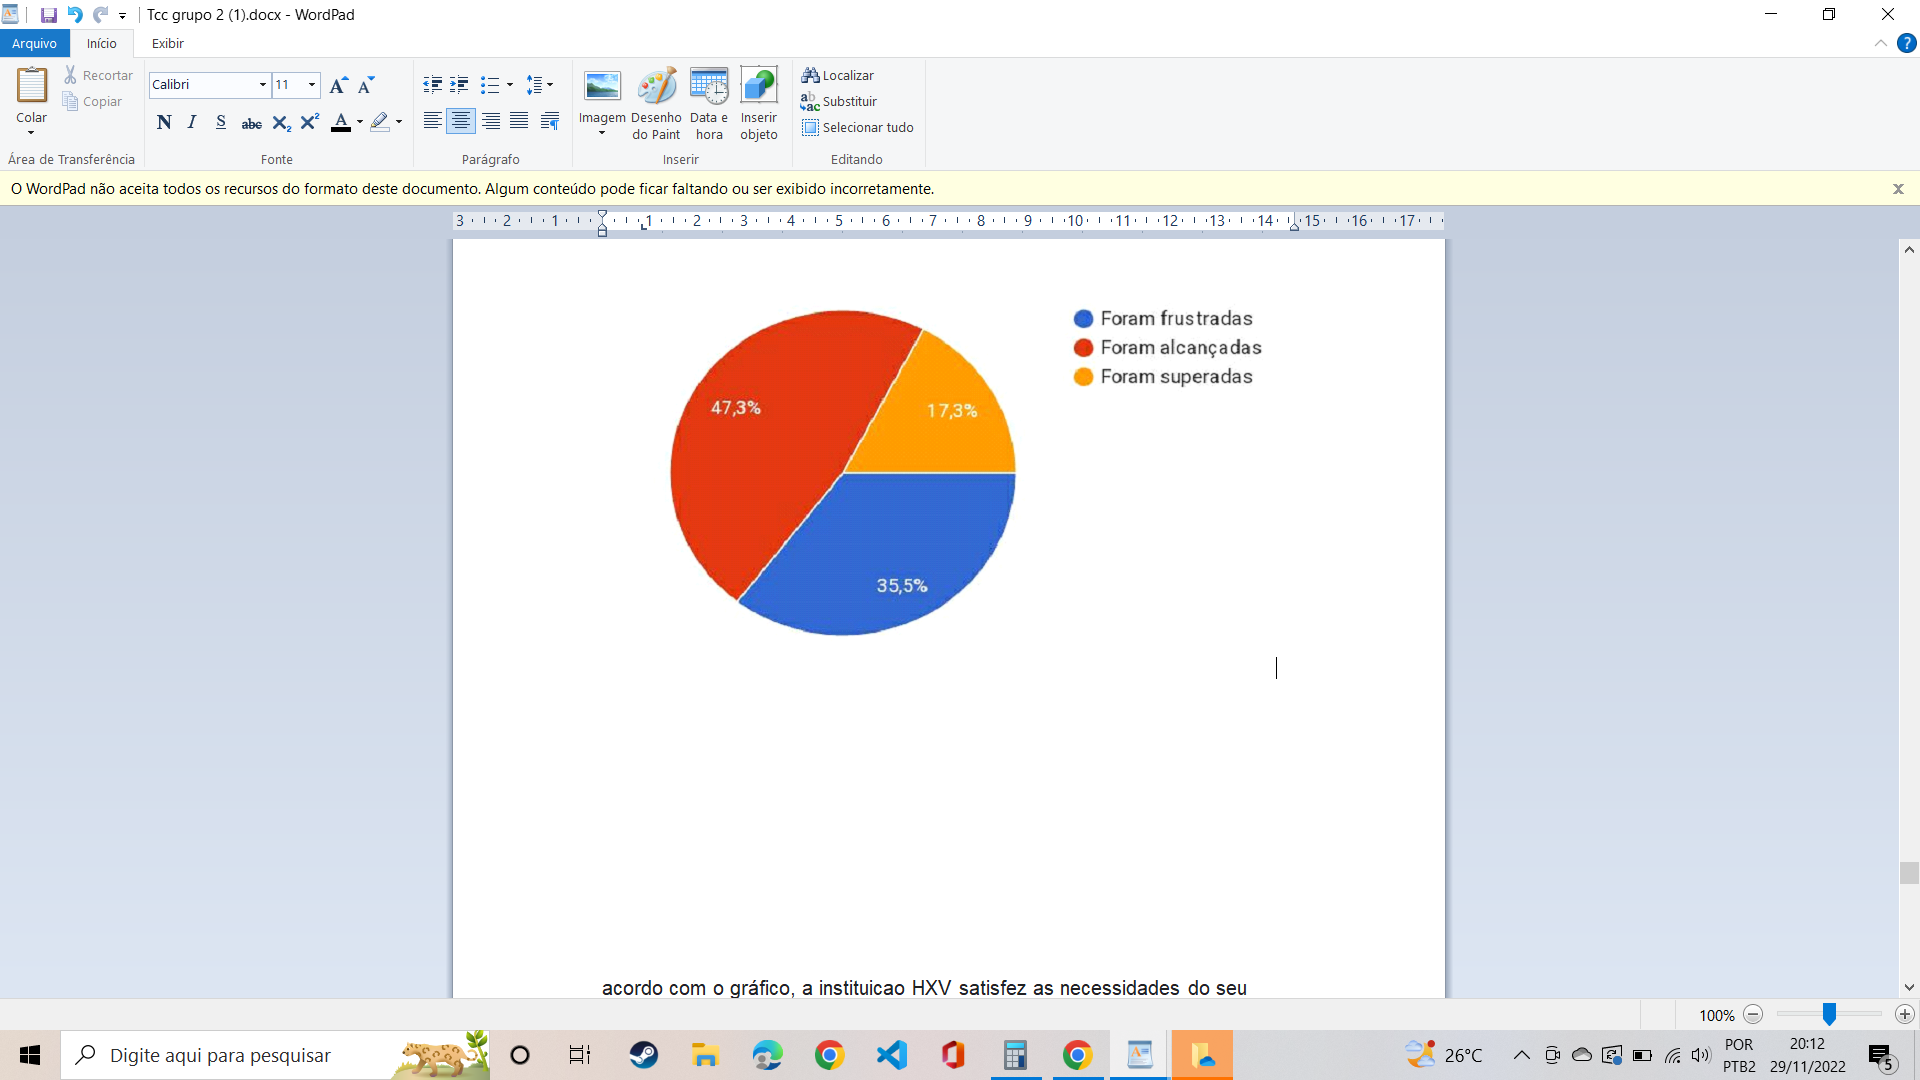 Tcc grupo 2 (1).docx - WordPad
Arquivo
Início
Exibir
Colar
Recortar
Copiar
Área de Transferência
Calibri
11
N I S abc X₂ X² A
Fonte
Parágrafo
Imagem
Desenho do Paint
Data e hora
Inserir objeto
Inserir
Localizar
Substituir
Selecionar tudo
Editando
O WordPad não aceita todos os recursos do formato deste documento. Algum conteúdo pode ficar faltando ou ser exibido incorretamente.
3 2 1 1 2 3 4 5 6 7 8 9 10 11 12 13 14 15 16 17
Foram frustradas
Foram alcançadas
Foram superadas
47,3%
17,3%
35,5%
acordo com o gráfico, a instituicao HXV satisfez as necessidades do seu
100%
Digite aqui para pesquisar
26°C
POR
PTB2
20:12
29/11/2022
5